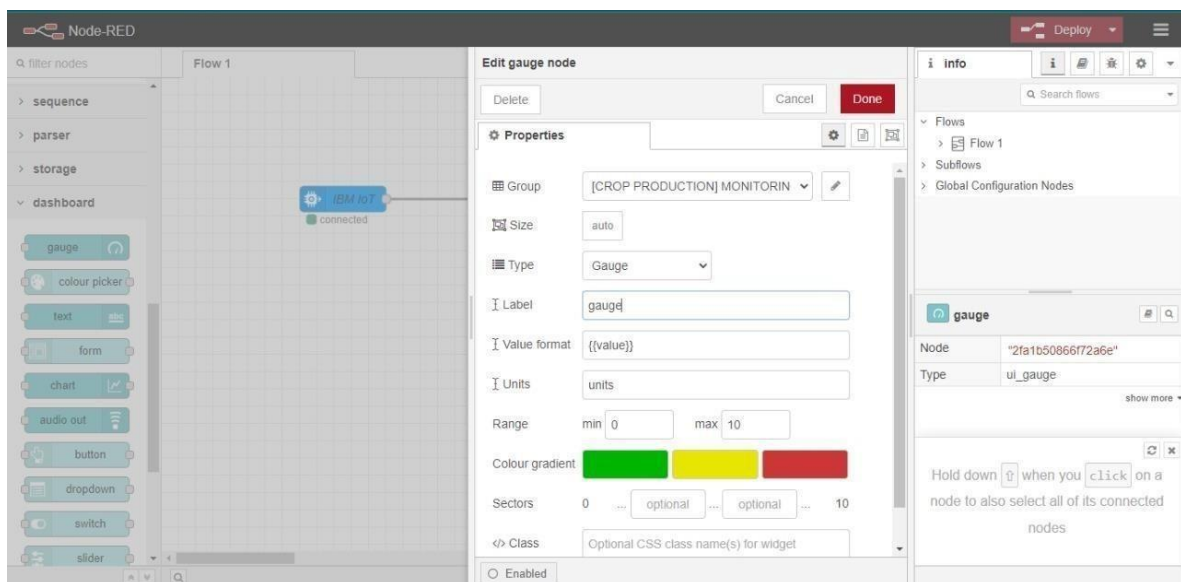 Node-RED
Deploy
filter nodes
sequence
parser
storage
dashboard
gauge
colour picker
text
abc
form
chart
audio out
button
dropdown
switch
slider
Flow 1
IBM IoT
connected
Edit gauge node
Delete
Cancel
Done
Properties
Group
[CROP PRODUCTION] MONITORIN
Size
auto
Type
Gauge
Label
gauge
Value format
{{value}}
Units
units
Range
min 0
max 10
Colour gradient
Sectors
0 ... optional ... optional ... 10
</> Class
Optional CSS class name(s) for widget
Enabled
i info
i
Search flows
Flows
Flow 1
Subflows
Global Configuration Nodes
gauge
Node
"2fa1b50866f72a6e"
Type
ui_gauge
show more
Hold down ⇧ when you click on a
node to also select all of its connected
nodes